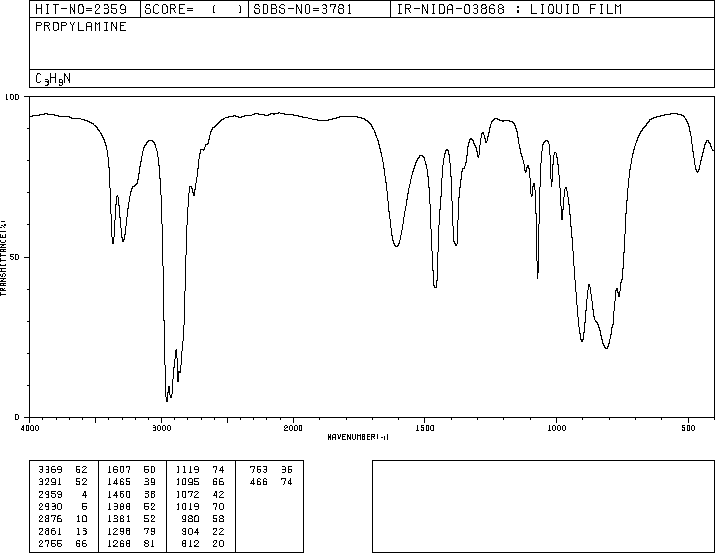 HIT-NO=2359 SCORE= ( ) SDBS-NO=3781 IR-NIDA-03868 : LIQUID FILM
PROPYLAMINE
C3H9N
100
50
0
TRANSMITTANCE(%)
4000 3000 2000 1500 1000 500
WAVENUMBER(-1)
3369 52 1607 50 1119 74 763 36
3291 52 1465 39 1095 66 466 74
2959 4 1460 38 1072 42
2930 5 1388 52 1019 70
2876 10 1381 52 980 58
2861 13 1298 79 904 22
2755 66 1268 81 812 20